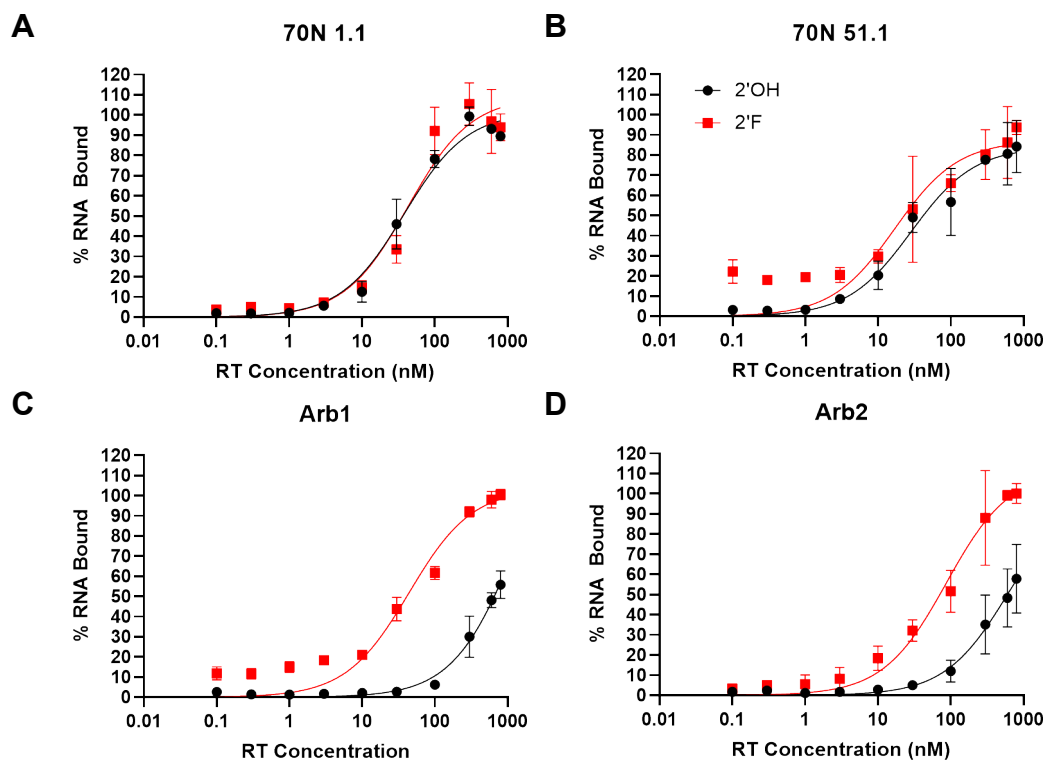 A
70N 1.1
% RNA Bound
120
110
100
90
80
70
60
50
40
30
20
10
0
0.01 0.1 1 10 100 1000
RT Concentration (nM)
B
70N 51.1
2'OH
2'F
% RNA Bound
120
110
100
90
80
70
60
50
40
30
20
10
0
0.01 0.1 1 10 100 1000
RT Concentration (nM)
C
Arb1
% RNA Bound
120
110
100
90
80
70
60
50
40
30
20
10
0
0.01 0.1 1 10 100 1000
RT Concentration
D
Arb2
% RNA Bound
120
110
100
90
80
70
60
50
40
30
20
10
0
0.01 0.1 1 10 100 1000
RT Concentration (nM)